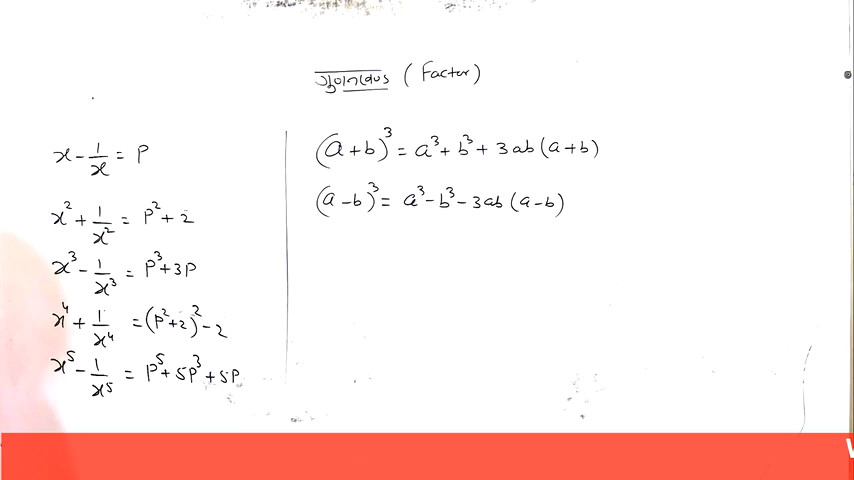 গুণনখণ্ড (Factor)
x - 1/x = P
x² + 1/x² = P² + 2
x³ - 1/x³ = P³ + 3P
x⁴ + 1/x⁴ = (P² + 2)² - 2
x⁵ - 1/x⁵ = P⁵ + 5P³ + 5P
(a + b)³ = a³ + b³ + 3ab(a + b)
(a - b)³ = a³ - b³ - 3ab(a - b)